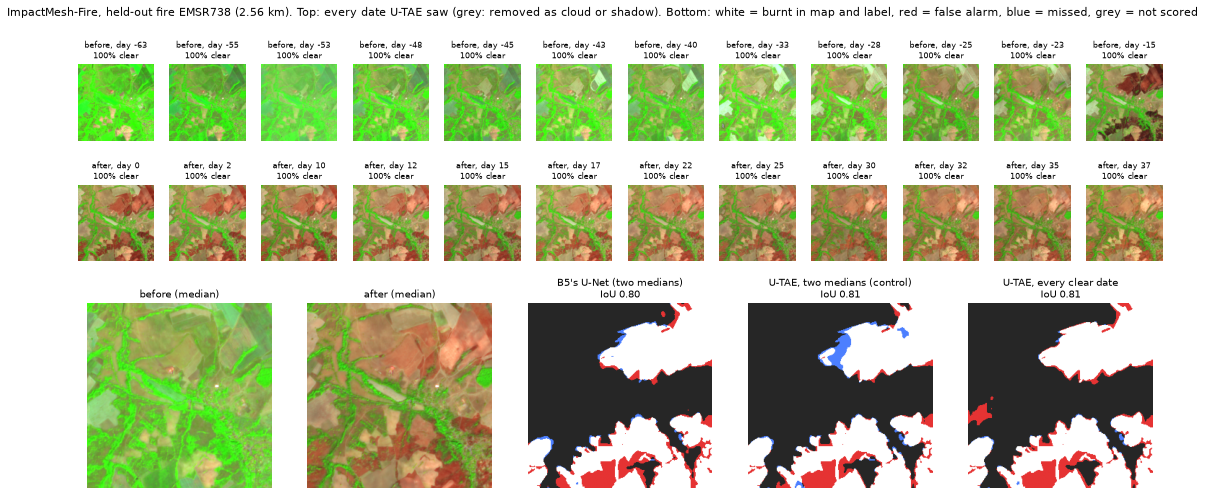 ImpactMesh-Fire, held-out fire EMSR738 (2.56 km). Top: every date U-TAE saw (grey: removed as cloud or shadow). Bottom: white = burnt in map and label, red = false alarm, blue = missed, grey = not scored
before, day -63
100% clear
before, day -55
100% clear
before, day -53
100% clear
before, day -48
100% clear
before, day -45
100% clear
before, day -43
100% clear
before, day -40
100% clear
before, day -33
100% clear
before, day -28
100% clear
before, day -25
100% clear
before, day -23
100% clear
before, day -15
100% clear
after, day 0
100% clear
after, day 2
100% clear
after, day 10
100% clear
after, day 12
100% clear
after, day 15
100% clear
after, day 17
100% clear
after, day 22
100% clear
after, day 25
100% clear
after, day 30
100% clear
after, day 32
100% clear
after, day 35
100% clear
after, day 37
100% clear
before (median)
after (median)
B5's U-Net (two medians)
IoU 0.80
U-TAE, two medians (control)
IoU 0.81
U-TAE, every clear date
IoU 0.81